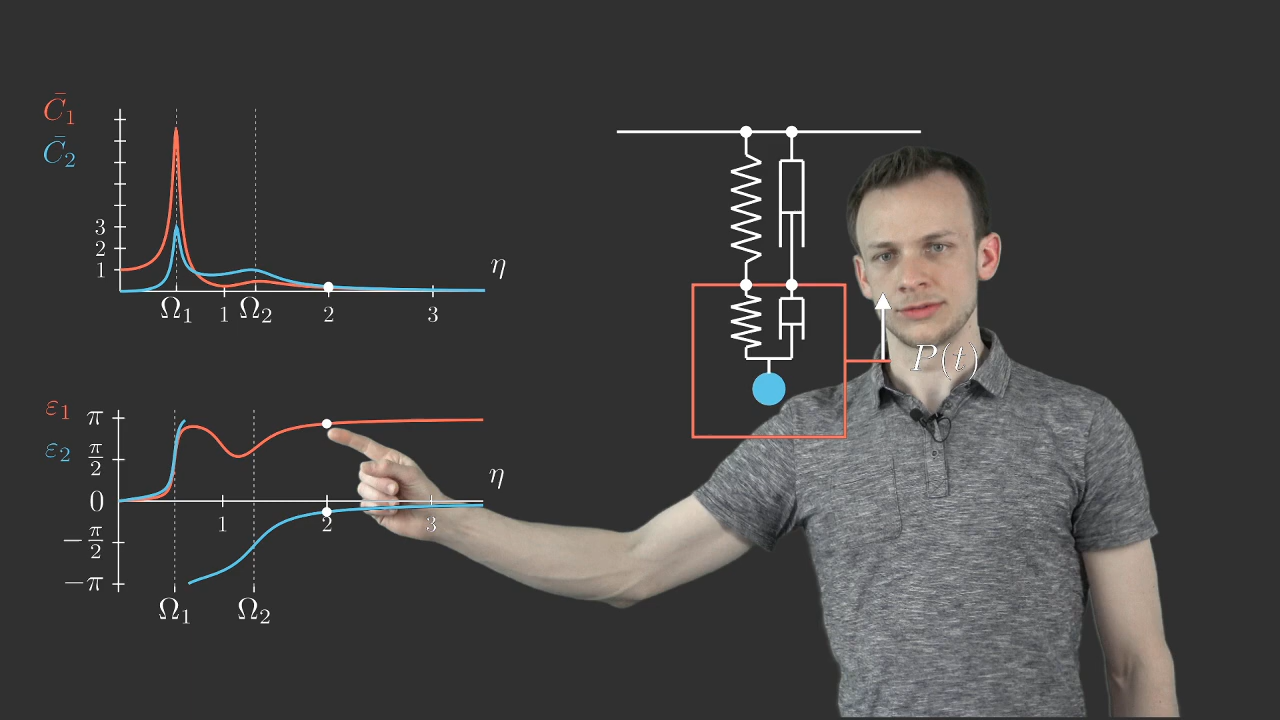 C̄₁
C̄₂
3
2
1
η
Ω₁ 1 Ω₂ 2 3
P(t)
ε₁ π
ε₂ π/2
η
0
1 2 3
−π/2
−π
Ω₁ Ω₂